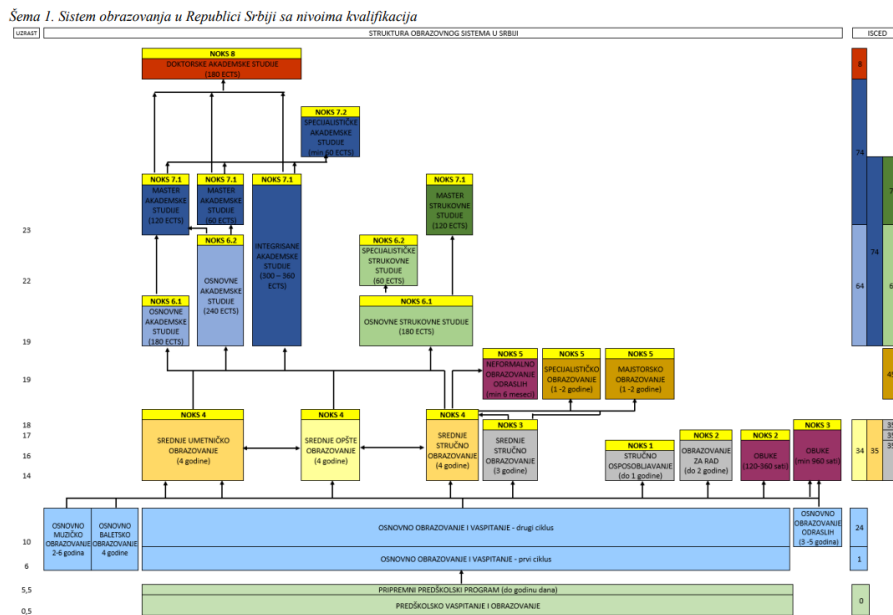 Šema 1. Sistem obrazovanja u Republici Srbiji sa nivoima kvalifikacija
UZRAST
STRUKTURA OBRAZOVNOG SISTEMA U SRBIJI
ISCED
NOKS 8
DOKTORSKE AKADEMSKE STUDIJE
(180 ECTS)
8
NOKS 7.2
SPECIJALISTIČKE
AKADEMSKE
STUDIJE
(min 60 ECTS)
74
NOKS 7.1
MASTER
AKADEMSKE
STUDIJE
(120 ECTS)
NOKS 7.1
MASTER
AKADEMSKE
STUDIJE
(60 ECTS)
NOKS 7.1
INTEGRISANE
AKADEMSKE
STUDIJE
(300 – 360
ECTS)
NOKS 7.1
MASTER
STRUKOVNE
STUDIJE
(120 ECTS)
7
23
NOKS 6.2
OSNOVNE
AKADEMSKE
STUDIJE
(240 ECTS)
NOKS 6.2
SPECIJALISTIČKE
STRUKOVNE
STUDIJE
(60 ECTS)
74
22
64
6
NOKS 6.1
OSNOVNE
AKADEMSKE
STUDIJE
(180 ECTS)
NOKS 6.1
OSNOVNE STRUKOVNE STUDIJE
(180 ECTS)
19
NOKS 5
NEFORMALNO
OBRAZOVANJE
ODRASLIH
(min 6 meseci)
NOKS 5
SPECIJALISTIČKO
OBRAZOVANJE
(1 -2 godine)
NOKS 5
MAJSTORSKO
OBRAZOVANJE
(1 -2 godine)
19
45
NOKS 4
SREDNJE UMETNIČKO
OBRAZOVANJE
(4 godine)
NOKS 4
SREDNJE OPŠTE
OBRAZOVANJE
(4 godine)
NOKS 4
SREDNJE
STRUČNO
OBRAZOVANJE
(4 godine)
NOKS 3
SREDNJE
STRUČNO
OBRAZOVANJE
(3 godine)
NOKS 1
STRUČNO
OSPOSOBLJAVANJE
(do 1 godine)
NOKS 2
OBRAZOVANJE
ZA RAD
(do 2 godine)
NOKS 2
OBUKE
(120-360 sati)
NOKS 3
OBUKE
(min 960 sati)
18
17
16
14
34
35
35
35
35
OSNOVNO
MUZIČKO
OBRAZOVANJE
2-6 godina
OSNOVNO
BALETSKO
OBRAZOVANJE
4 godine
OSNOVNO OBRAZOVANJE I VASPITANJE - drugi ciklus
OSNOVNO
OBRAZOVANJE
ODRASLIH
(3 -5 godina)
24
10
OSNOVNO OBRAZOVANJE I VASPITANJE - prvi ciklus
1
6
5,5
PRIPREMNI PREDŠKOLSKI PROGRAM (do godinu dana)
0
PREDŠKOLSKO VASPITANJE I OBRAZOVANJE
0,5